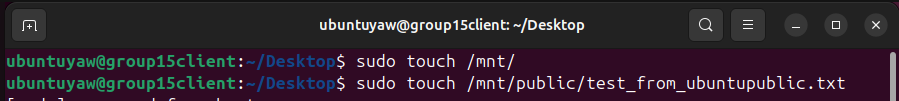 ubuntuyaw@group15client: ~/Desktop
ubuntuyaw@group15client:~/Desktop$ sudo touch /mnt/
ubuntuyaw@group15client:~/Desktop$ sudo touch /mnt/public/test_from_ubuntupublic.txt